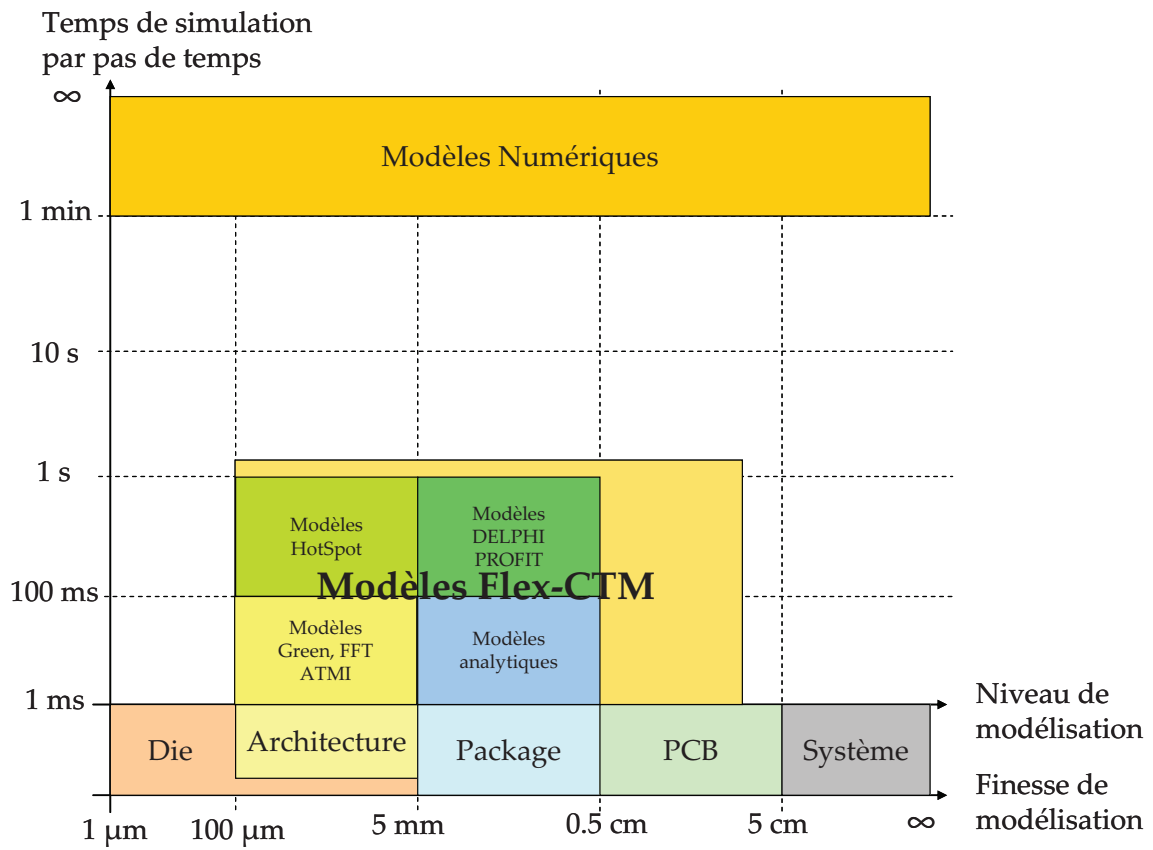 Temps de simulation
par pas de temps
∞
Modèles Numériques
1 min
10 s
1 s
Modèles
HotSpot
Modèles
DELPHI
PROFIT
Modèles Flex-CTM
100 ms
Modèles
Green, FFT
ATMI
Modèles
analytiques
1 ms
Niveau de
modélisation
Die
Architecture
Package
PCB
Système
Finesse de
modélisation
1 µm
100 µm
5 mm
0.5 cm
5 cm
∞